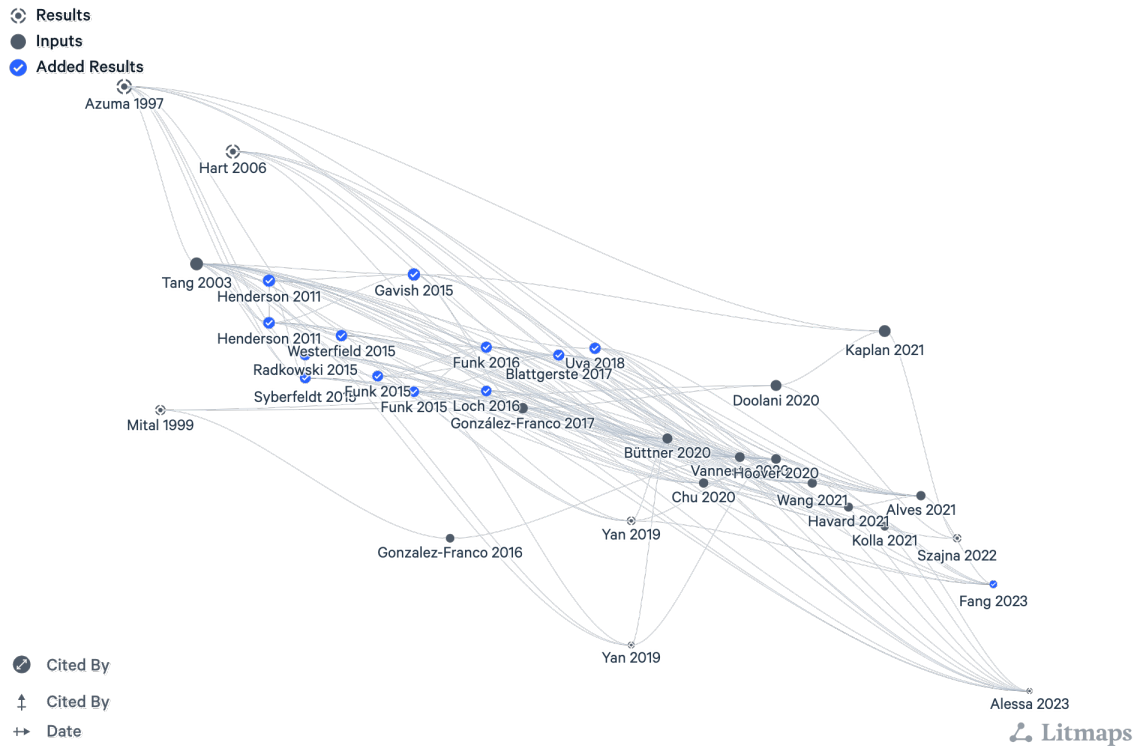 Results
Inputs
Added Results
Azuma 1997
Hart 2006
Tang 2003
Henderson 2011
Gavish 2015
Henderson 2011
Westerfield 2015
Kaplan 2021
Radkowski 2015
Funk 2016
Uva 2018
Blattgerste 2017
Syberfeldt 2015
Funk 2015
Funk 2015
Loch 2016
Doolani 2020
Mital 1999
González-Franco 2017
Büttner 2020
Hoover 2020
Chu 2020
Wang 2021
Alves 2021
Havard 2021
Yan 2019
Kolla 2021
Gonzalez-Franco 2016
Szajna 2022
Fang 2023
Yan 2019
Cited By
Cited By
Alessa 2023
Date
Litmaps